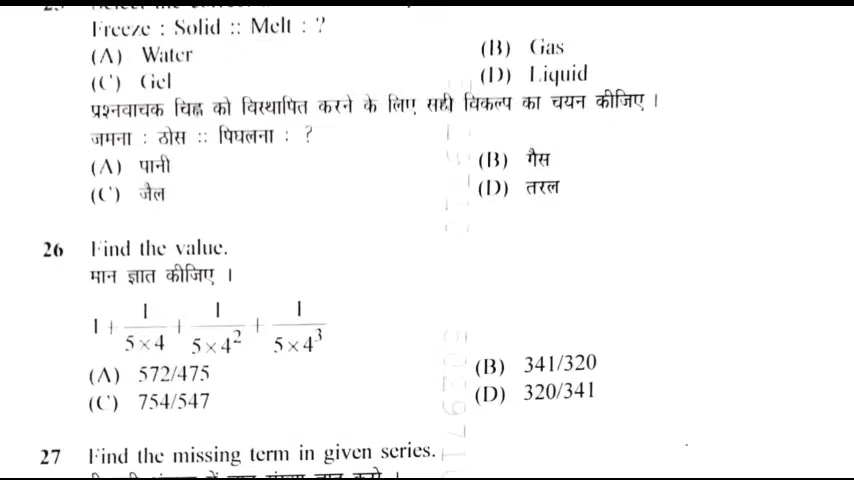 Freeze : Solid :: Melt : ?
(A) Water (B) Gas
(C) Gel (D) Liquid
प्रश्नवाचक चिह्न को विस्थापित करने के लिए सही विकल्प का चयन कीजिए ।
जमना : ठोस :: पिघलना : ?
(A) पानी (B) गैस
(C) जैल (D) तरल
26 Find the value.
मान ज्ञात कीजिए ।
1 + 1/(5×4) + 1/(5×4²) + 1/(5×4³)
(A) 572/475 (B) 341/320
(C) 754/547 (D) 320/341
27 Find the missing term in given series.